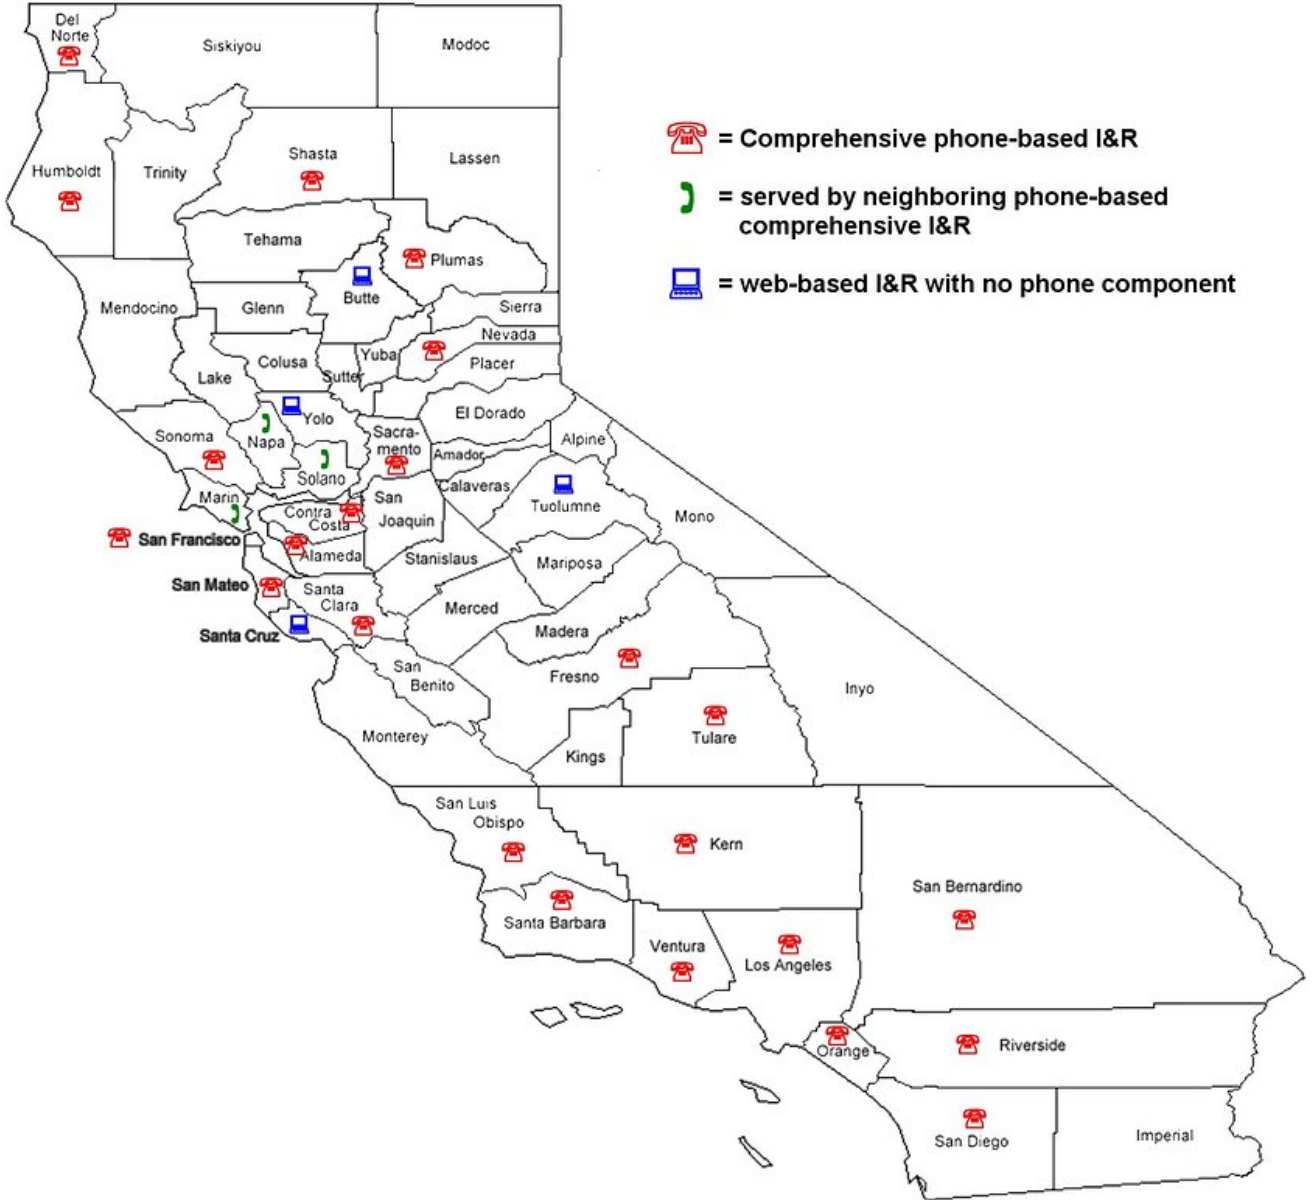 Del
Norte
Siskiyou
Modoc
= Comprehensive phone-based I&R
= served by neighboring phone-based
comprehensive I&R
= web-based I&R with no phone component
Humboldt
Trinity
Shasta
Lassen
Tehama
Plumas
Butte
Mendocino
Glenn
Sierra
Nevada
Yuba
Colusa
Placer
Lake
Sutter
El Dorado
Yolo
Sonoma
Napa
Sacra-
mento
Alpine
Amador
Solano
Calaveras
Marin
San
Joaquin
Tuolumne
Mono
Contra
Costa
San Francisco
Alameda
Stanislaus
Mariposa
San Mateo
Santa
Clara
Merced
Santa Cruz
Madera
San
Benito
Fresno
Inyo
Monterey
Kings
Tulare
San Luis
Obispo
Kern
San Bernardino
Santa Barbara
Ventura
Los Angeles
Orange
Riverside
San Diego
Imperial